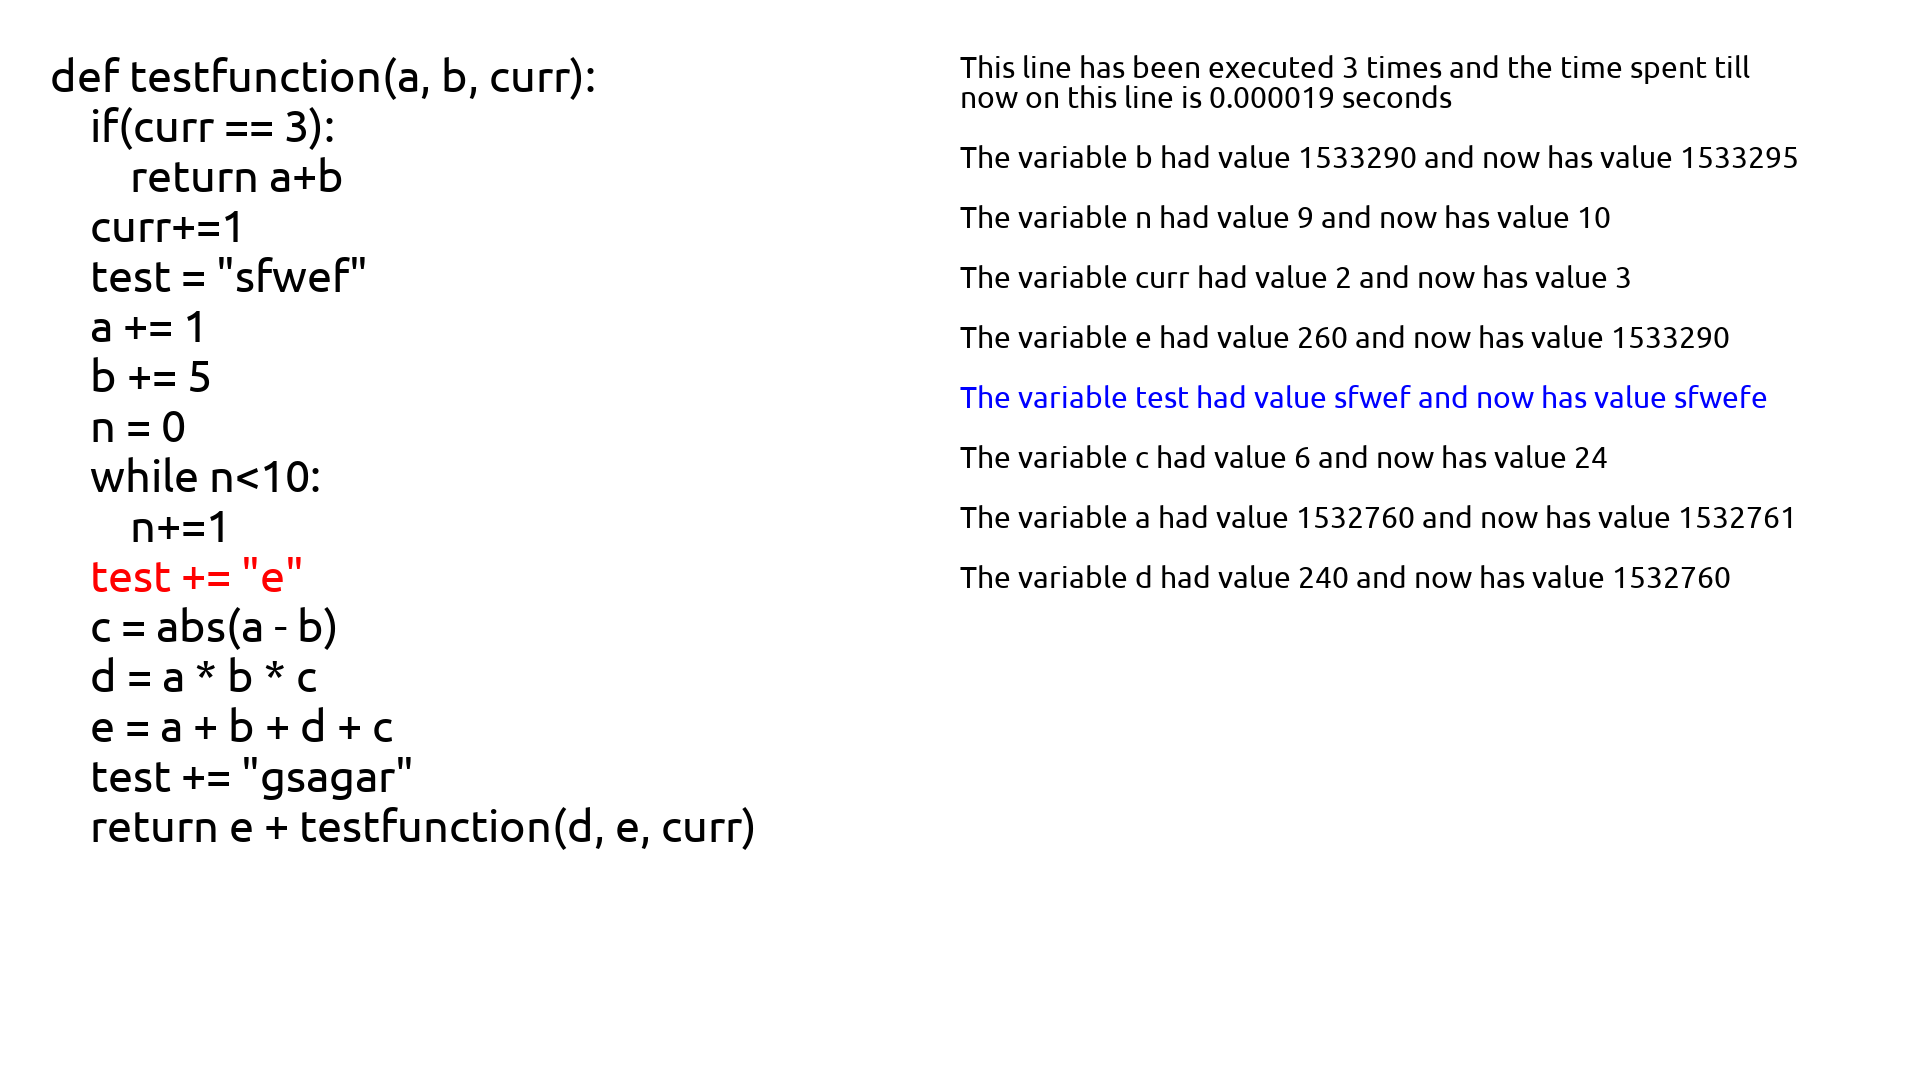 def testfunction(a, b, curr):
if(curr == 3):
return a+b
curr+=1
test = "sfwef"
a += 1
b += 5
n = 0
while n<10:
n+=1
test += "e"
c = abs(a - b)
d = a * b * c
e = a + b + d + c
test += "gsagar"
return e + testfunction(d, e, curr)
This line has been executed 3 times and the time spent till
now on this line is 0.000019 seconds
The variable b had value 1533290 and now has value 1533295
The variable n had value 9 and now has value 10
The variable curr had value 2 and now has value 3
The variable e had value 260 and now has value 1533290
The variable test had value sfwef and now has value sfwefe
The variable c had value 6 and now has value 24
The variable a had value 1532760 and now has value 1532761
The variable d had value 240 and now has value 1532760